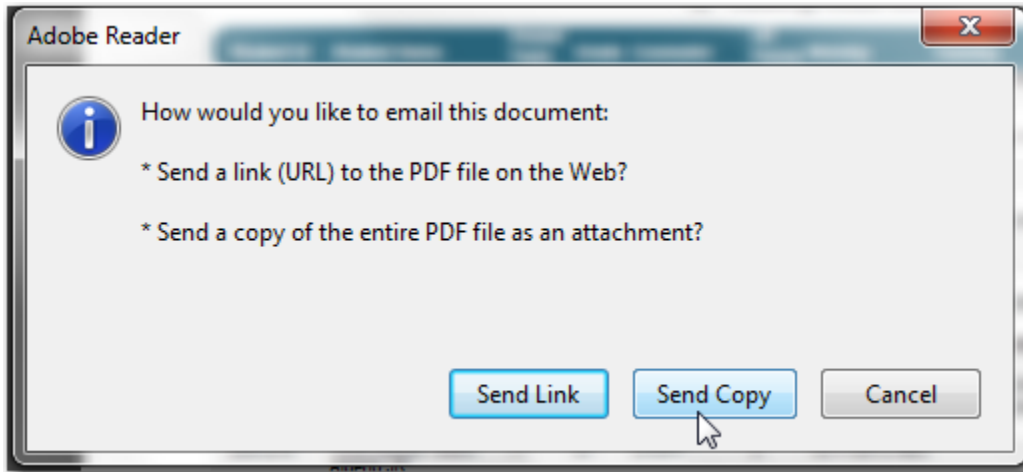 Adobe Reader
How would you like to email this document:
* Send a link (URL) to the PDF file on the Web?
* Send a copy of the entire PDF file as an attachment?
Send Link Send Copy Cancel